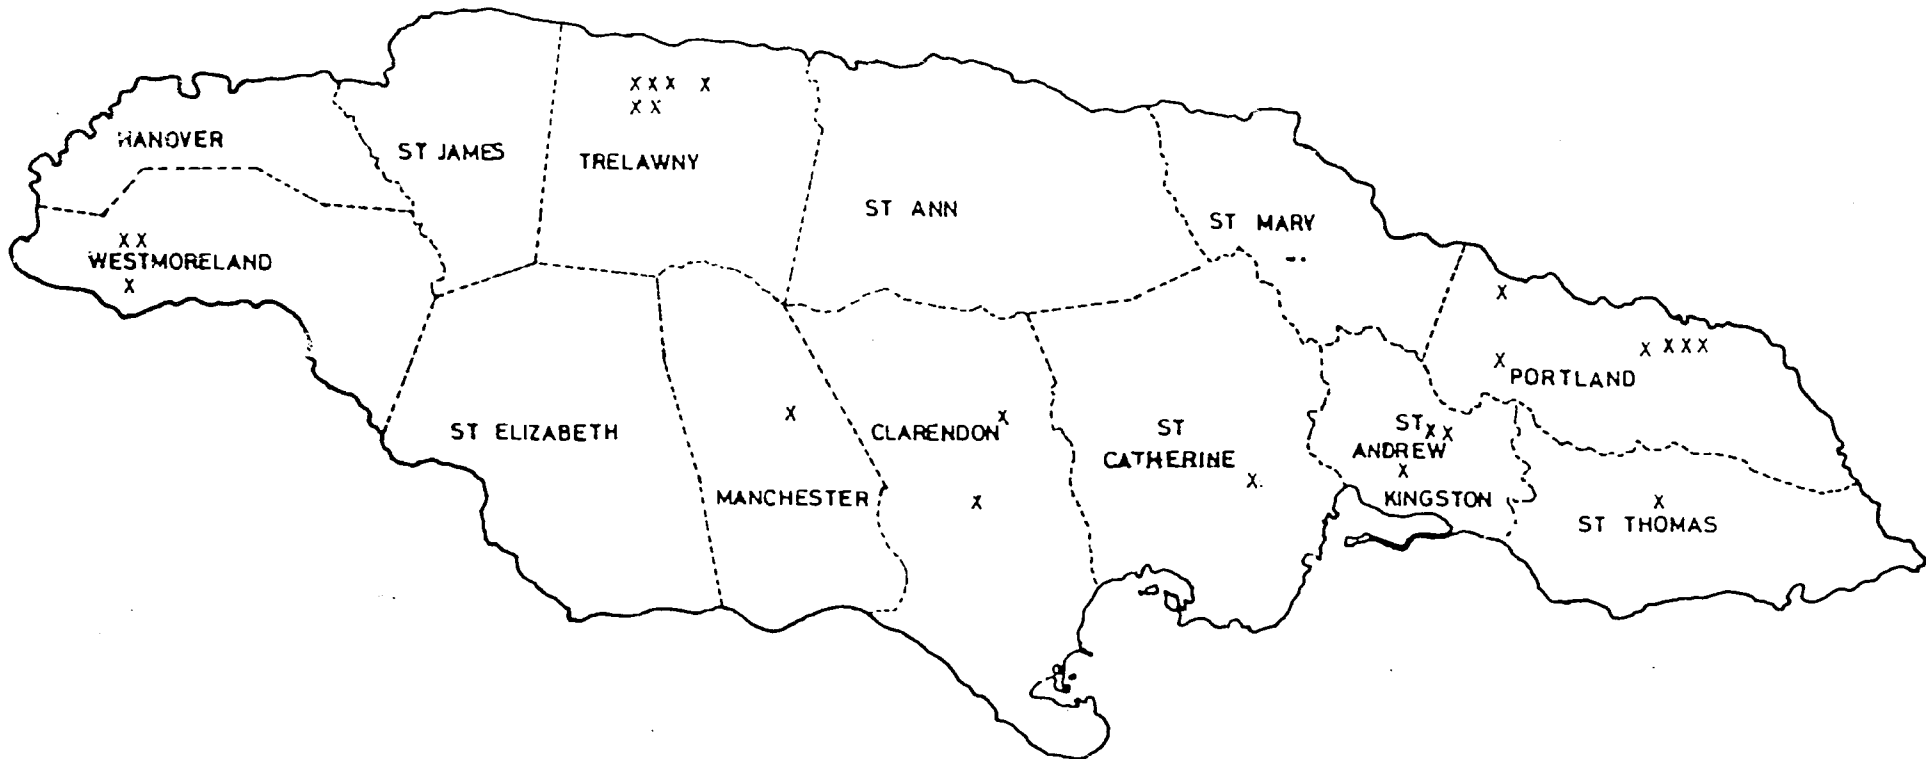 X X X X
X X
HANOVER
ST JAMES
TRELAWNY
ST ANN
ST MARY
X X
WESTMORELAND
X
X
X X X X
X
PORTLAND
X
X
ST ELIZABETH
CLARENDON
ST
CATHERINE
X
ST X X
ANDREW
X
KINGSTON
MANCHESTER
X
X
ST THOMAS